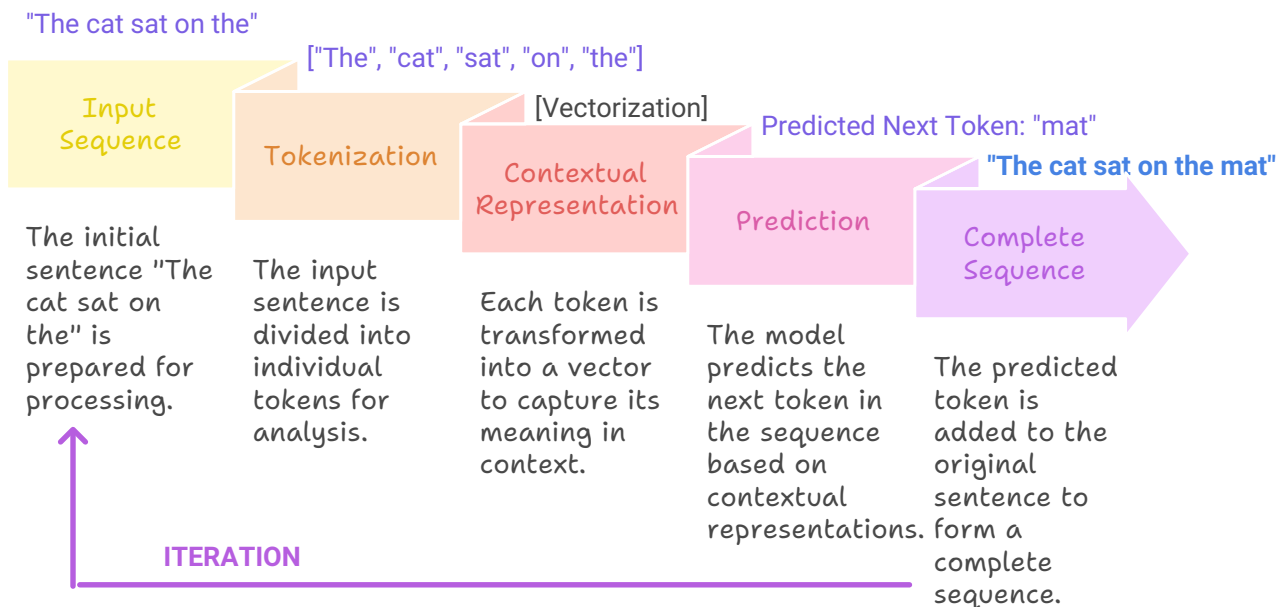 "The cat sat on the"
["The", "cat", "sat", "on", "the"]
[Vectorization]
Predicted Next Token: "mat"
"The cat sat on the mat"
Input
Sequence
Tokenization
Contextual
Representation
Prediction
Complete
Sequence
The initial
sentence "The
cat sat on
the" is
prepared for
processing.
The input
sentence is
divided into
individual
tokens for
analysis.
Each token is
transformed
into a vector
to capture its
meaning in
context.
The model
predicts the
next token in
the sequence
based on
contextual
representations.
The predicted
token is
added to the
original
sentence to
form a
complete
sequence.
ITERATION